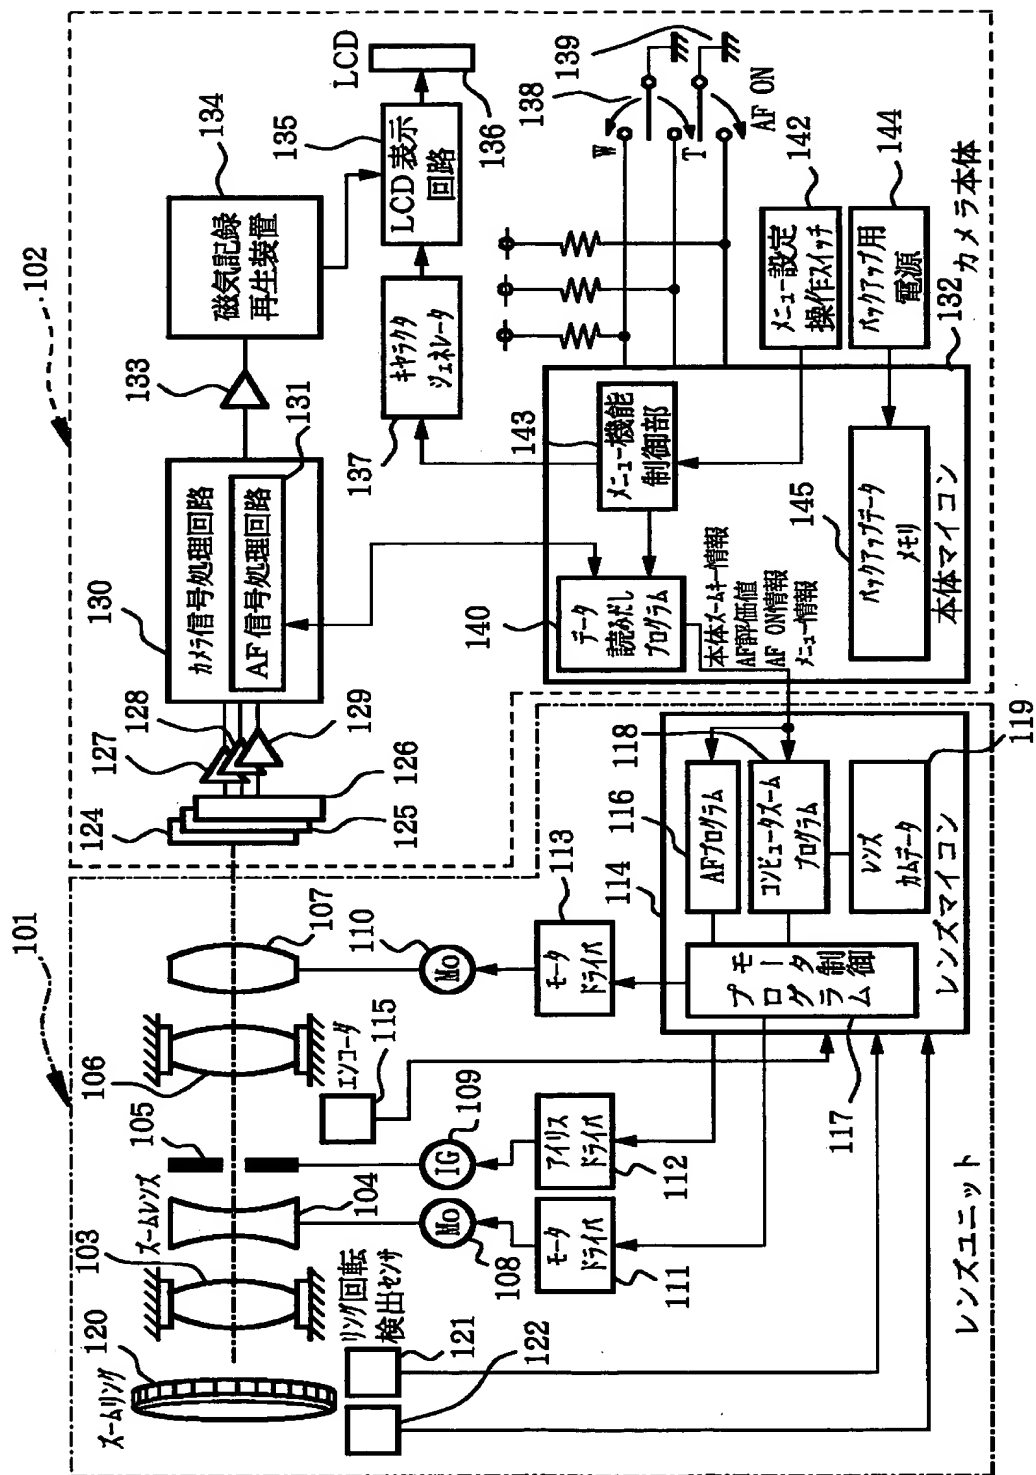 101
102
ズームリング
120
103
ズームレンズ
104
105
106
107
リング回転
検出センサ
121
122
Mo
108
IG
109
エンコーダ
115
Mo
110
モータ
ドライバ
111
アイリス
ドライバ
112
モータ
ドライバ
113
114
116
118
AFプログラム
コンピュータズーム
プログラム
レンズ
カムデータ
119
モータ制御
プログラム
117
レンズマイコン
レンズユニット
124
125
126
127
128
129
130
カメラ信号処理回路
AF信号処理回路
131
133
134
磁気記録
再生装置
LCD
135
LCD表示
回路
136
キャラクタ
ジェネレータ
137
138
139
W
T
AF ON
140
データ
読みだし
プログラム
143
メニュー機能
制御部
本体ズームキー情報
AF評価値
AF ON情報
メニュー情報
142
メニュー設定
操作スイッチ
144
バックアップ用
電源
145
バックアップデータ
メモリ
本体マイコン
132
カメラ本体